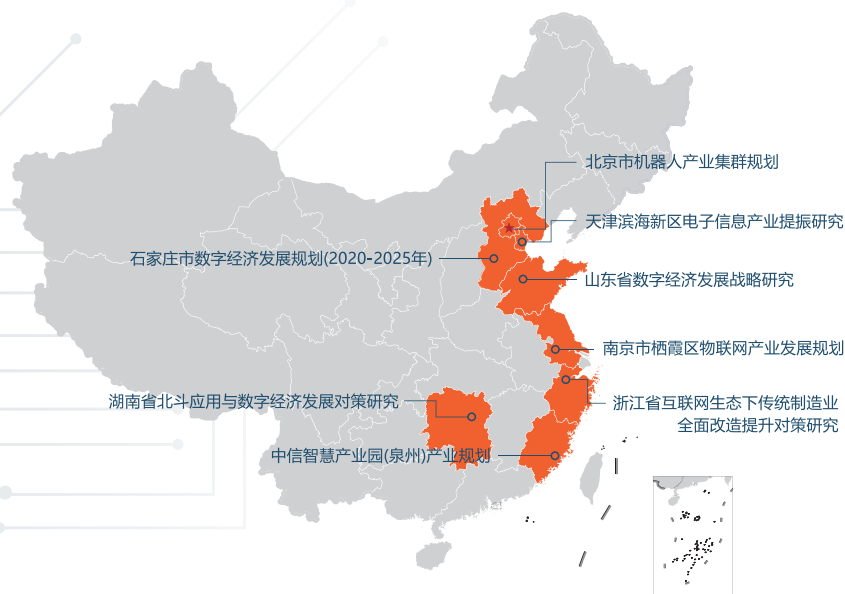 北京市机器人产业集群规划
天津滨海新区电子信息产业提振研究
石家庄市数字经济发展规划(2020-2025年)
山东省数字经济发展战略研究
南京市栖霞区物联网产业发展规划
湖南省北斗应用与数字经济发展对策研究
浙江省互联网生态下传统制造业
全面改造提升对策研究
中信智慧产业园(泉州)产业规划